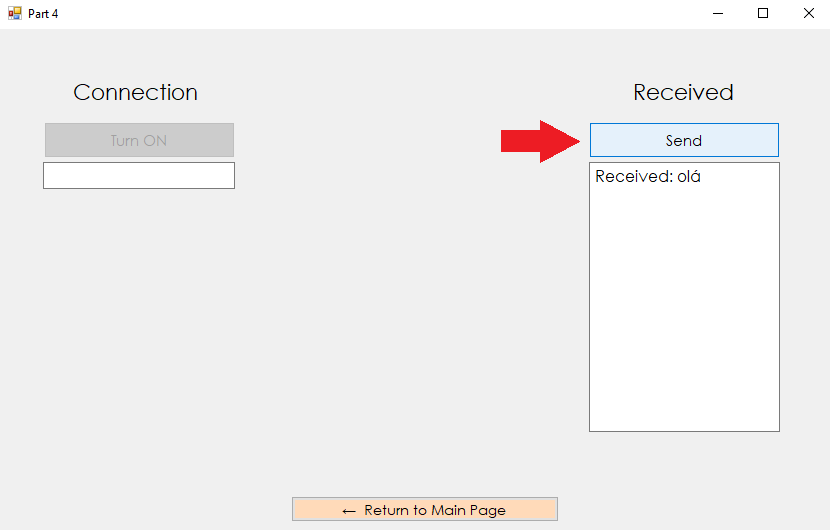 Part 4
Connection
Received
Turn ON
Send
Received: olá
← Return to Main Page